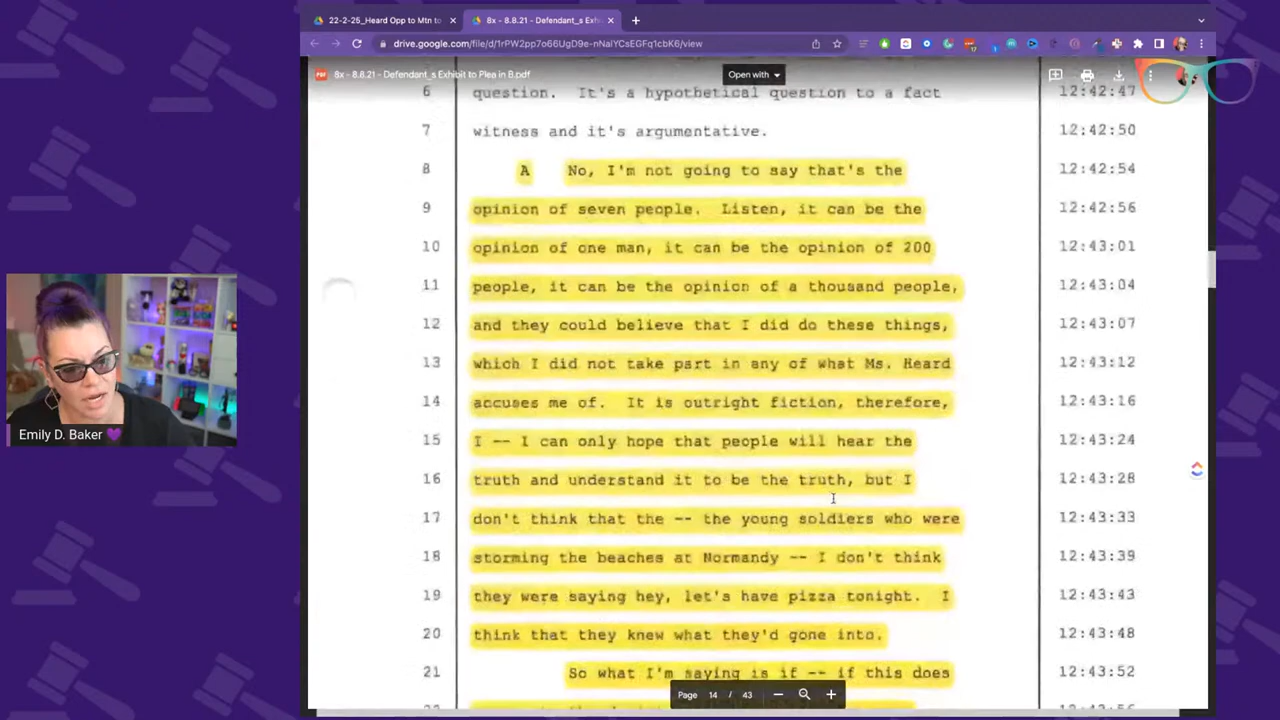 22-2-25_Heard Opp to Mtn to
8x - 8.8.21 - Defendant_s Exhi
drive.google.com/file/d/1rPW2pp7o66UgD9e-nNaIYCsEGFq1cbK6/view
8x - 8.8.21 - Defendant_s Exhibit to Plea in B.pdf
Open with
6 question. It's a hypothetical question to a fact 12:42:47
7 witness and it's argumentative. 12:42:50
8 A No, I'm not going to say that's the 12:42:54
9 opinion of seven people. Listen, it can be the 12:42:56
10 opinion of one man, it can be the opinion of 200 12:43:01
11 people, it can be the opinion of a thousand people, 12:43:04
12 and they could believe that I did do these things, 12:43:07
13 which I did not take part in any of what Ms. Heard 12:43:12
14 accuses me of. It is outright fiction, therefore, 12:43:16
15 I -- I can only hope that people will hear the 12:43:24
16 truth and understand it to be the truth, but I 12:43:28
17 don't think that the -- the young soldiers who were 12:43:33
18 storming the beaches at Normandy -- I don't think 12:43:39
19 they were saying hey, let's have pizza tonight. I 12:43:43
20 think that they knew what they'd gone into. 12:43:48
21 So what I'm saying is if -- if this does 12:43:52
Page 14 / 43
Emily D. Baker 💜